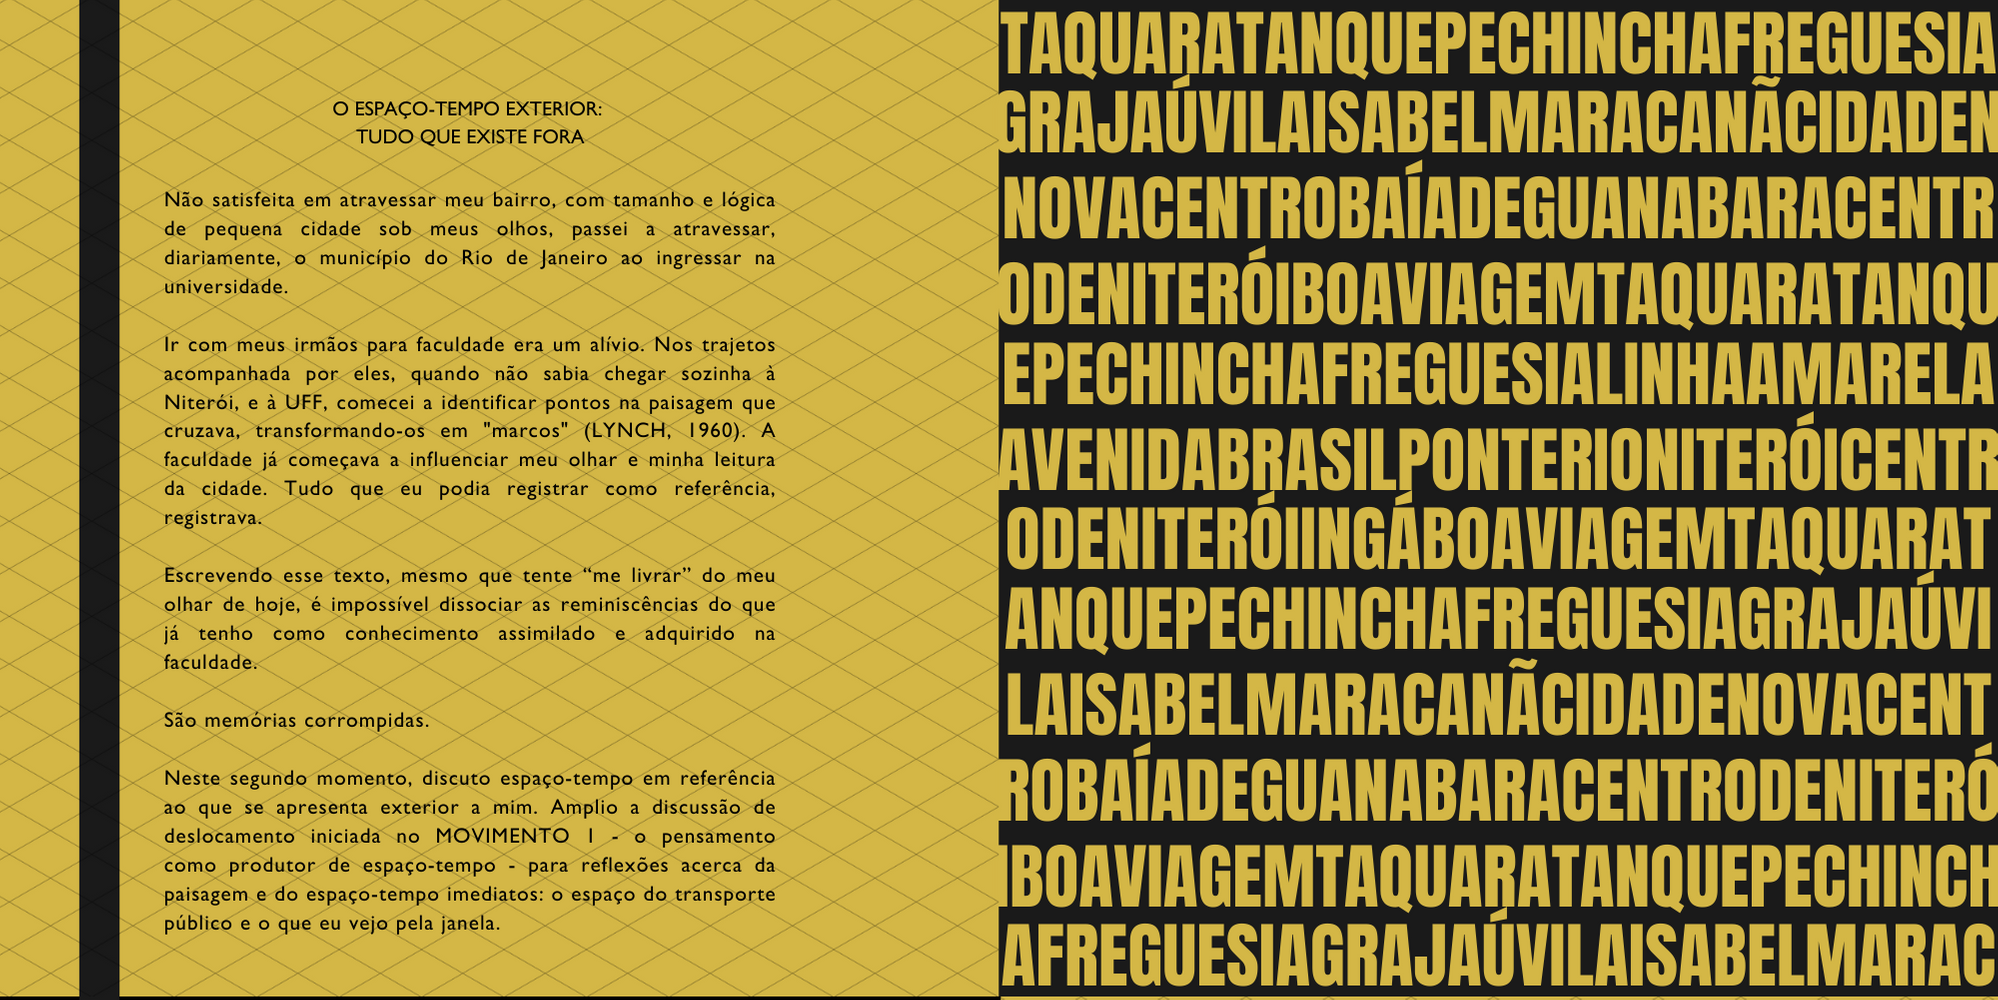 O ESPAÇO-TEMPO EXTERIOR:
TUDO QUE EXISTE FORA
Não satisfeita em atravessar meu bairro, com tamanho e lógica
de pequena cidade sob meus olhos, passei a atravessar,
diariamente, o município do Rio de Janeiro ao ingressar na
universidade.
Ir com meus irmãos para faculdade era um alívio. Nos trajetos
acompanhada por eles, quando não sabia chegar sozinha à
Niterói, e à UFF, comecei a identificar pontos na paisagem que
cruzava, transformando-os em "marcos" (LYNCH, 1960). A
faculdade já começava a influenciar meu olhar e minha leitura
da cidade. Tudo que eu podia registrar como referência,
registrava.
Escrevendo esse texto, mesmo que tente “me livrar” do meu
olhar de hoje, é impossível dissociar as reminiscências do que
já tenho como conhecimento assimilado e adquirido na
faculdade.
São memórias corrompidas.
Neste segundo momento, discuto espaço-tempo em referência
ao que se apresenta exterior a mim. Amplio a discussão de
deslocamento iniciada no MOVIMENTO 1 - o pensamento
como produtor de espaço-tempo - para reflexões acerca da
paisagem e do espaço-tempo imediatos: o espaço do transporte
público e o que eu vejo pela janela.
TAQUARATANQUEPECHINCHAFREGUESIA
GRAJAÚVILAISABELMARACANÃCIDADEN
NOVACENTROBAÍADEGUANABARACENTR
ODENITERÓIBOAVIAGEMTAQUARATANQU
EPECHINCHAFREGUESIALINHAAMARELA
AVENIDABRASILPONTERIONITERÓICENTR
ODENITERÓIINGÁBOAVIAGEMTAQUARAT
ANQUEPECHINCHAFREGUESIAGRAJAÚVI
LAISABELMARACANÃCIDADENOVACENT
ROBAÍADEGUANABARACENTRODENITERÓ
IBOAVIAGEMTAQUARATANQUEPECHINCH
AFREGUESIAGRAJAÚVILAISABELMARAC